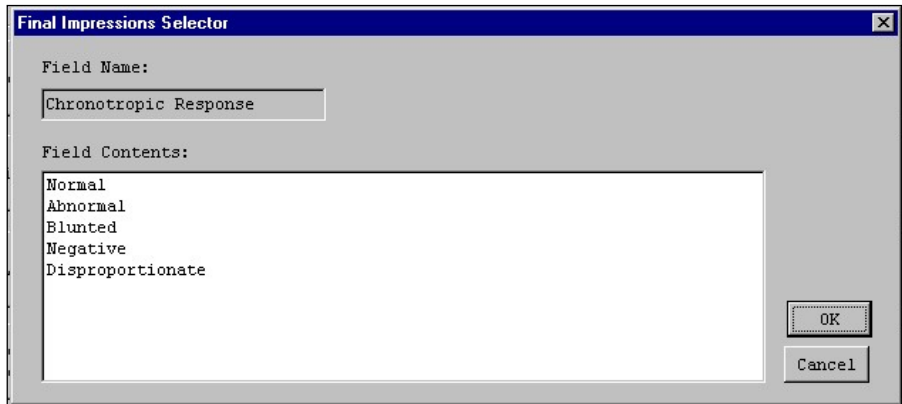 Final Impressions Selector
Field Name:
Chronotropic Response
Field Contents:
Normal
Abnormal
Blunted
Negative
Disproportionate
OK
Cancel